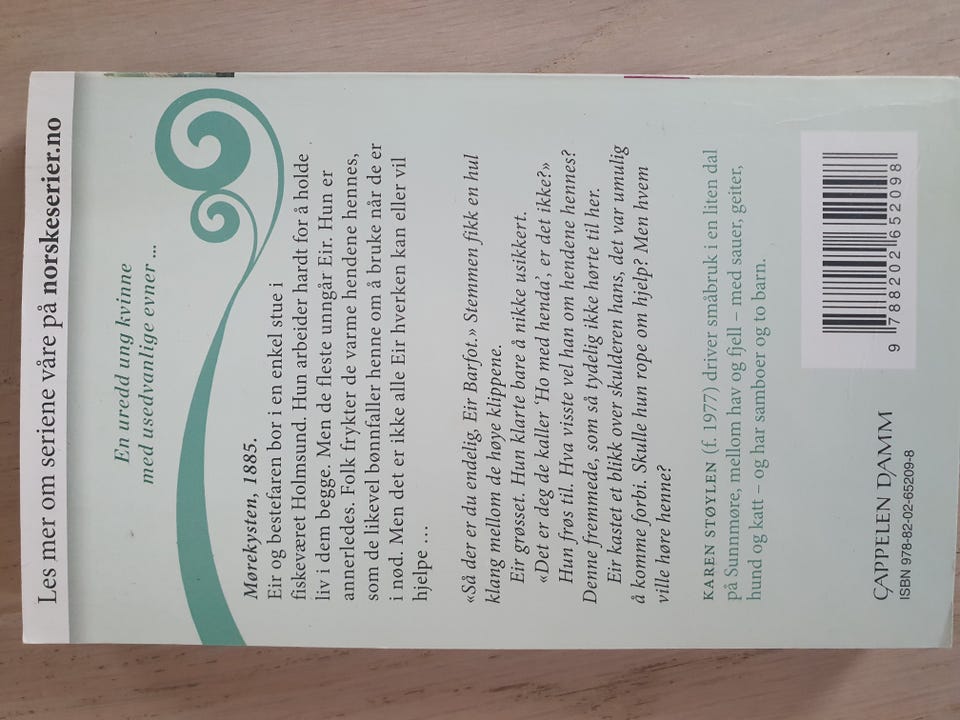 Les mer om seriene våre på norskeserier.no
En uredd ung kvinne
med usedvanlige evner ...
Mørekysten, 1885.
Eir og bestefaren bor i en enkel stue i
fiskeværet Holmsund. Hun arbeider hardt for å holde
liv i dem begge. Men de fleste unngår Eir. Hun er
annerledes. Folk frykter de varme hendene hennes,
som de likevel bønnfaller henne om å bruke når de er
i nød. Men det er ikke alle Eir hverken kan eller vil
hjelpe ...
«Så der er du endelig, Eir Barfot.» Stemmen fikk en hul
klang mellom de høye klippene.
Eir grøsset. Hun klarte bare å nikke usikkert.
«Det er deg de kaller 'Ho med henda', er det ikke?»
Hun frøs til. Hva visste vel han om hendene hennes?
Denne fremmede, som så tydelig ikke hørte til her.
Eir kastet et blikk over skulderen hans, det var umulig
å komme forbi. Skulle hun rope om hjelp? Men hvem
ville høre henne?
KAREN STØYLEN (f. 1977) driver småbruk i en liten dal
på Sunnmøre, mellom hav og fjell – med sauer, geiter,
hund og katt – og har samboer og to barn.
CAPPELEN DAMM
ISBN 978-82-02-65209-8
9 788202 652098